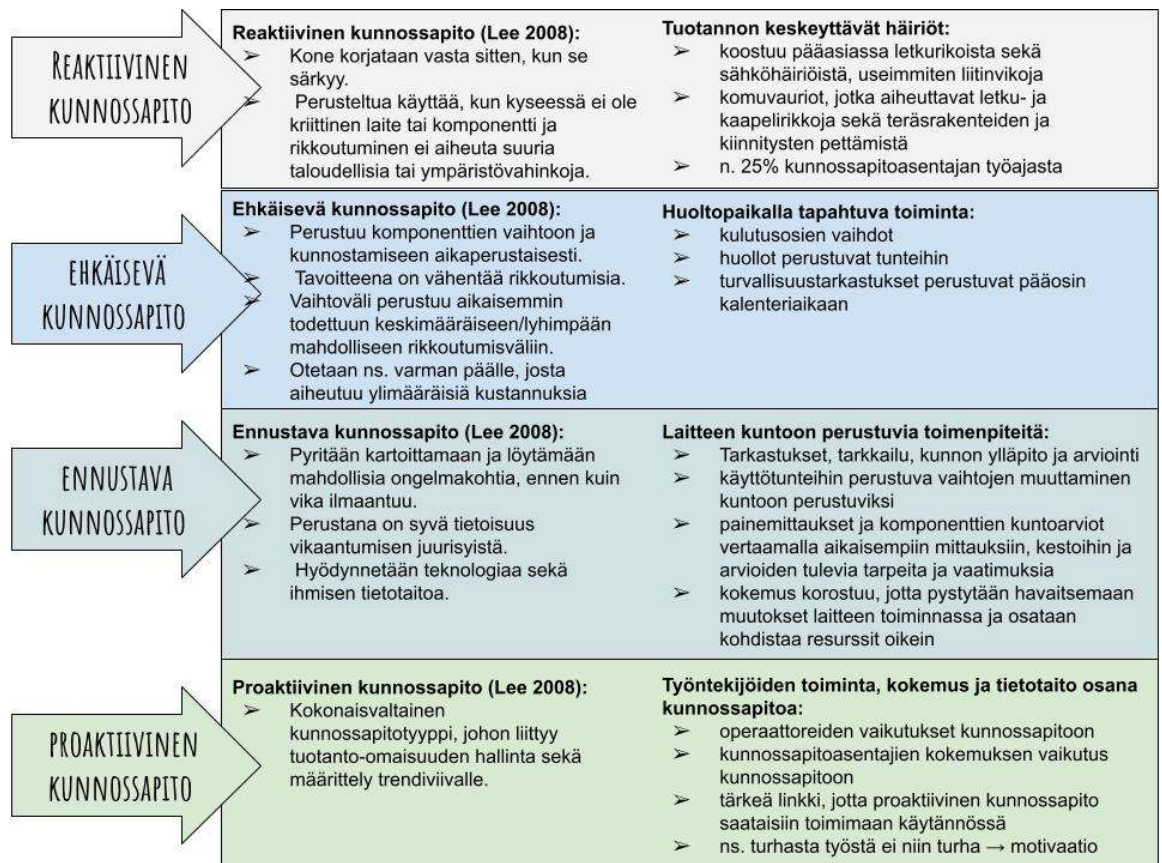 REAKTIIVINEN
KUNNOSSAPITO
Reaktiivinen kunnossapito (Lee 2008):
➢ Kone korjataan vasta sitten, kun se
särkyy.
➢ Perusteltua käyttää, kun kyseessä ei ole
kriittinen laite tai komponentti ja
rikkoutuminen ei aiheuta suuria
taloudellisia tai ympäristövahinkoja.
Tuotannon keskeyttävät häiriöt:
➢ koostuu pääasiassa letkurikoista sekä
sähköhäiriöistä, useimmiten liitinvikoja
➢ komuvauriot, jotka aiheuttavat letku- ja
kaapelirikkoja sekä teräsrakenteiden ja
kiinnitysten pettämistä
➢ n. 25% kunnossapitoasentajan työajasta
EHKÄISEVÄ
KUNNOSSAPITO
Ehkäisevä kunnossapito (Lee 2008):
➢ Perustuu komponenttien vaihtoon ja
kunnostamiseen aikaperustaisesti.
➢ Tavoitteena on vähentää rikkoutumisia.
➢ Vaihtoväli perustuu aikaisemmin
todettuun keskimääräiseen/lyhimpään
mahdolliseen rikkoutumisväliin.
➢ Otetaan ns. varman päälle, josta
aiheutuu ylimääräisiä kustannuksia
Huoltopaikalla tapahtuva toiminta:
➢ kulutusosien vaihdot
➢ huollot perustuvat tunteihin
➢ turvallisuustarkastukset perustuvat pääosin
kalenteriaikaan
ENNUSTAVA
KUNNOSSAPITO
Ennustava kunnossapito (Lee 2008):
➢ Pyritään kartoittamaan ja löytämään
mahdollisia ongelmakohtia, ennen kuin
vika ilmaantuu.
➢ Perustana on syvä tietoisuus
vikaantumisen juurisyistä.
➢ Hyödynnetään teknologiaa sekä
ihmisen tietotaitoa.
Laitteen kuntoon perustuvia toimenpiteitä:
➢ Tarkastukset, tarkkailu, kunnon ylläpito ja arviointi
➢ käyttötunteihin perustuva vaihtojen muuttaminen
kuntoon perustuviksi
➢ painemittaukset ja komponenttien kuntoarviot
vertaamalla aikaisempiin mittauksiin, kestoihin ja
arvioiden tulevia tarpeita ja vaatimuksia
➢ kokemus korostuu, jotta pystytään havaitsemaan
muutokset laitteen toiminnassa ja osataan
kohdistaa resurssit oikein
PROAKTIIVINEN
KUNNOSSAPITO
Proaktiivinen kunnossapito (Lee 2008):
➢ Kokonaisvaltainen
kunnossapitotyyppi, johon liittyy
tuotanto-omaisuuden hallinta sekä
määrittely trendiviivalle.
Työntekijöiden toiminta, kokemus ja tietotaito osana
kunnossapitoa:
➢ operaattoreiden vaikutukset kunnossapitoon
➢ kunnossapitoasentajien kokemuksen vaikutus
kunnossapitoon
➢ tärkeä linkki, jotta proaktiivinen kunnossapito
saataisiin toimimaan käytännössä
➢ ns. turhasta työstä ei niin turha → motivaatio